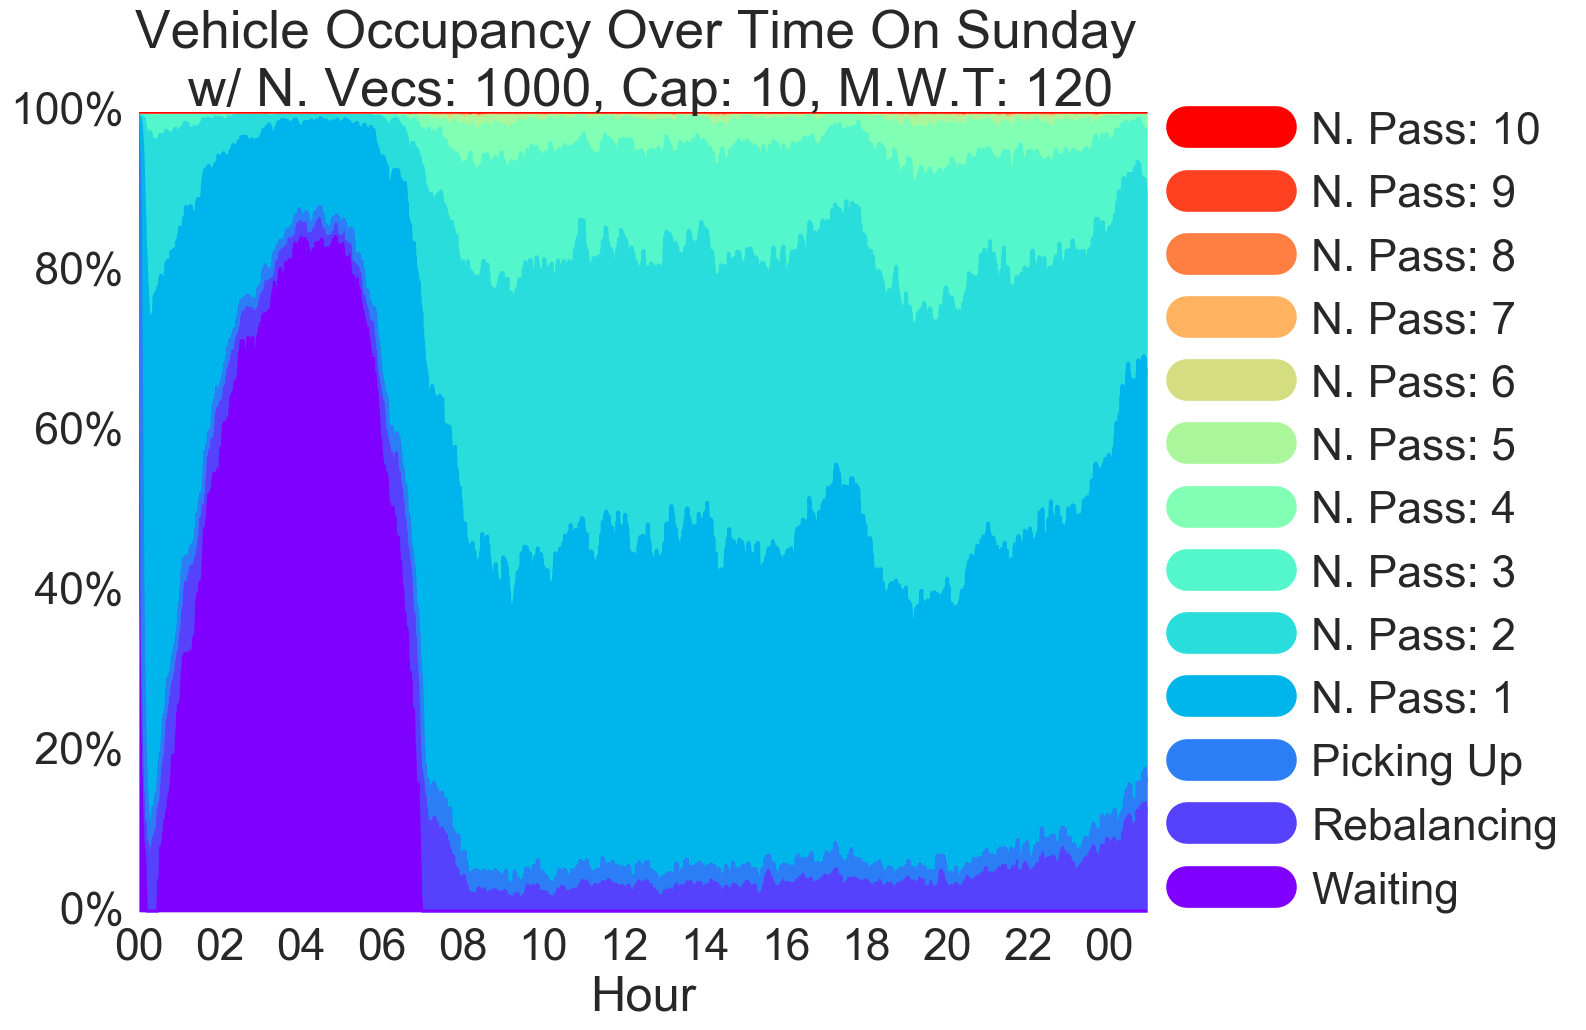 Vehicle Occupancy Over Time On Sunday
w/ N. Vecs: 1000, Cap: 10, M.W.T: 120
100%
80%
60%
40%
20%
0%
00 02 04 06 08 10 12 14 16 18 20 22 00
Hour
N. Pass: 10
N. Pass: 9
N. Pass: 8
N. Pass: 7
N. Pass: 6
N. Pass: 5
N. Pass: 4
N. Pass: 3
N. Pass: 2
N. Pass: 1
Picking Up
Rebalancing
Waiting